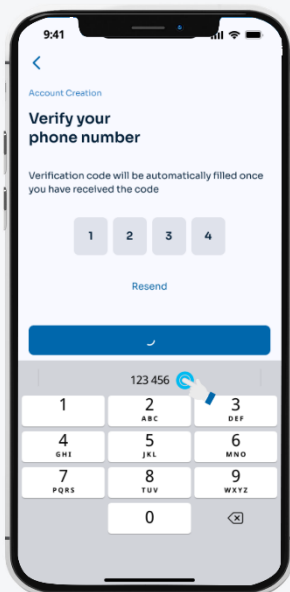 9:41
Account Creation
Verify your
phone number
Verification code will be automatically filled once
you have received the code
1 2 3 4
Resend
123 456
1 2 3
ABC DEF
4 5 6
GHI JKL MNO
7 8 9
PQRS TUV WXYZ
0